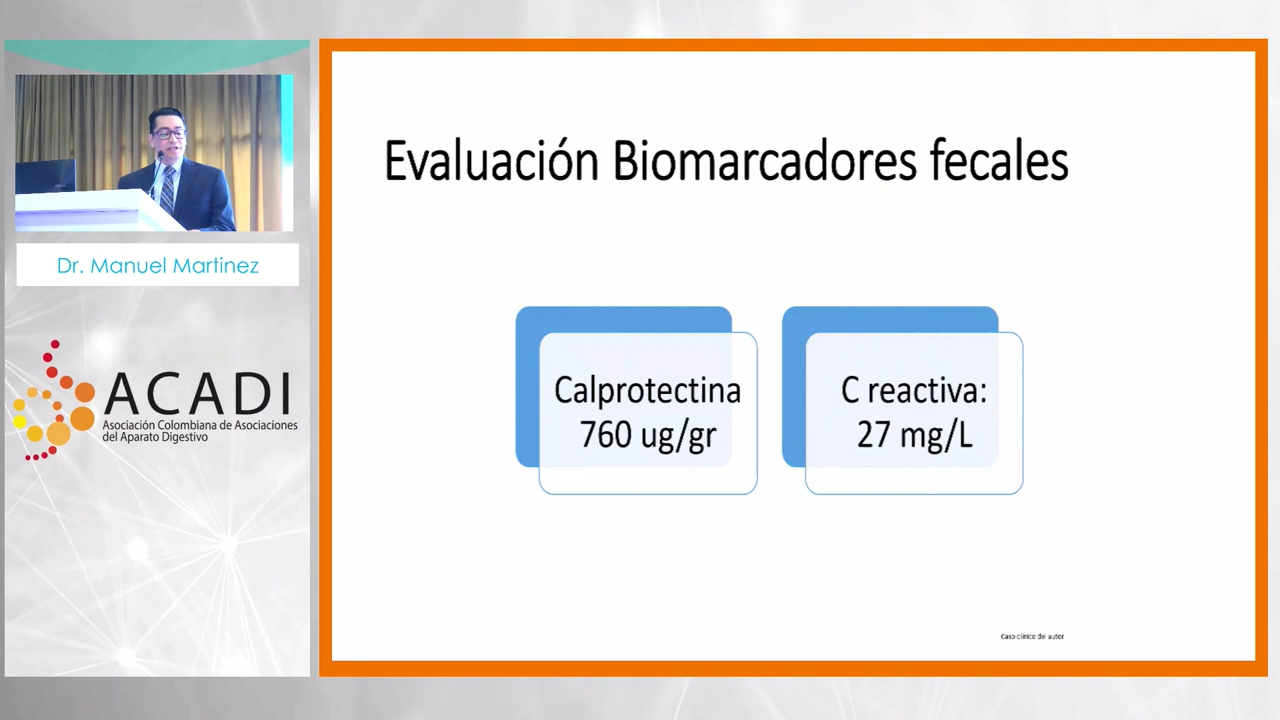 Dr. Manuel Martinez
ACADI
Asociación Colombiana de Asociaciones
del Aparato Digestivo
Evaluación Biomarcadores fecales
Calprotectina
760 ug/gr
C reactiva:
27 mg/L
Caso clínico del autor